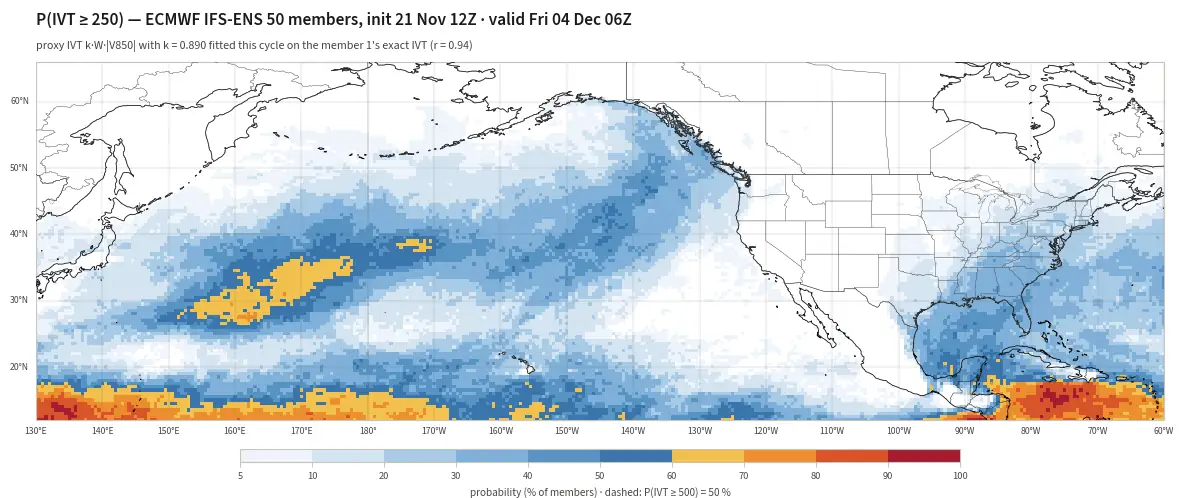 P(IVT ≥ 250) — ECMWF IFS-ENS 50 members, init 21 Nov 12Z · valid Fri 04 Dec 06Z
proxy IVT k·W·|V850| with k = 0.890 fitted this cycle on the member 1's exact IVT (r = 0.94)
60°N
50°N
40°N
30°N
20°N
130°E 140°E 150°E 160°E 170°E 180° 170°W 160°W 150°W 140°W 130°W 120°W 110°W 100°W 90°W 80°W 70°W 60°W
5 10 20 30 40 50 60 70 80 90 100
probability (% of members) · dashed: P(IVT ≥ 500) = 50 %